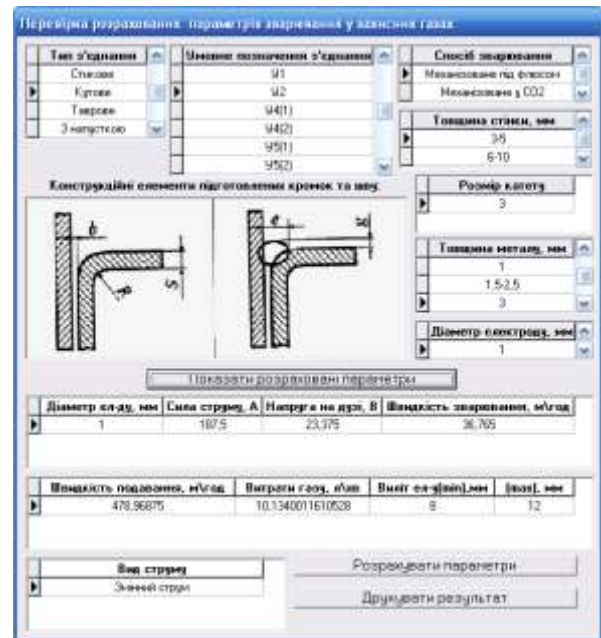 Перевірка розрахованих параметрів зварювання у захисних газах
Тип з'єднання
Стикове
Кутове
Таврове
З напусткою
Умовне позначення з'єднання
У1
У2
У4(1)
У4(2)
У5(1)
У5(2)
Спосіб зварювання
Механізоване під флюсом
Механізоване у СО2
Товщина стінки, мм
3-5
6-10
Конструкційні елементи підготовлення кромок та шву
b
R
S
e
g
Розмір катету
3
Товщина металу, мм
1
1,5-2,5
3
Діаметр електроду, мм
1
Показати розраховані параметри
Діаметр ел-ду, мм Сила струму, А Напруга на дузі, В Швидкість зварювання, м\год
1 187,5 23,375 36,765
Швидкість подавання, м\год Витрати газу, л\хв Виліт ел-у(min),мм (max), мм
478,96875 10,1340011610528 8 12
Вид струму
Змінний струм
Розрахувати параметри
Друкувати результат